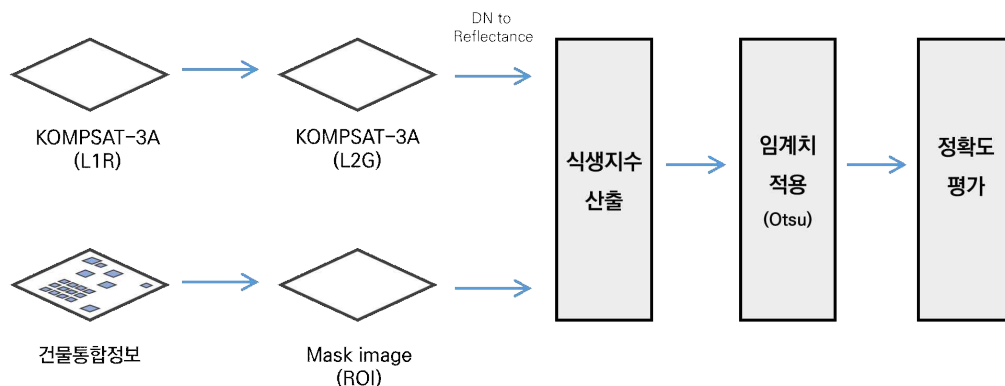 DN to
Reflectance
KOMPSAT-3A
(L1R)
KOMPSAT-3A
(L2G)
식생지수
산출
임계치
적용
(Otsu)
정확도
평가
건물통합정보
Mask image
(ROI)